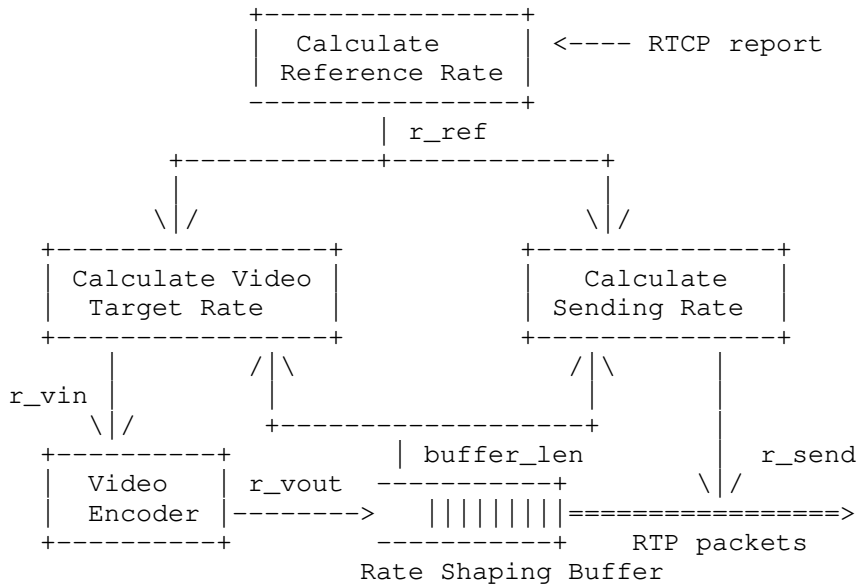 Calculate <---- RTCP report
Reference Rate
r_ref
Calculate Video Calculate
Target Rate Sending Rate
r_vin
buffer_len r_send
Video r_vout
Encoder -------->
RTP packets
Rate Shaping Buffer